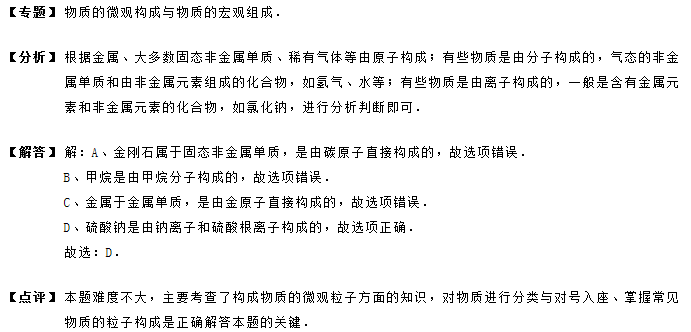 【专题】物质的微观构成与物质的宏观组成．
【分析】根据金属、大多数固态非金属单质、稀有气体等由原子构成；有些物质是由分子构成的，气态的非金
属单质和由非金属元素组成的化合物，如氢气、水等；有些物质是由离子构成的，一般是含有金属元
素和非金属元素的化合物，如氯化钠，进行分析判断即可．
【解答】解：A、金刚石属于固态非金属单质，是由碳原子直接构成的，故选项错误．
B、甲烷是由甲烷分子构成的，故选项错误．
C、金属于金属单质，是由金原子直接构成的，故选项错误．
D、硫酸钠是由钠离子和硫酸根离子构成的，故选项正确．
故选：D．
【点评】本题难度不大，主要考查了构成物质的微观粒子方面的知识，对物质进行分类与对号入座、掌握常见
物质的粒子构成是正确解答本题的关键．